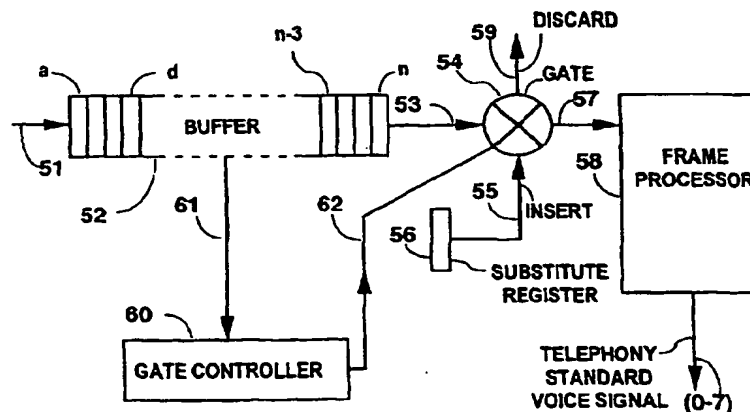 59
DISCARD
n-3
54
a
d
n
GATE
53
57
BUFFER
51
58
FRAME
PROCESSOR
52
55
61
62
INSERT
56
SUBSTITUTE
REGISTER
60
GATE CONTROLLER
TELEPHONY
STANDARD
VOICE SIGNAL
(0-7)